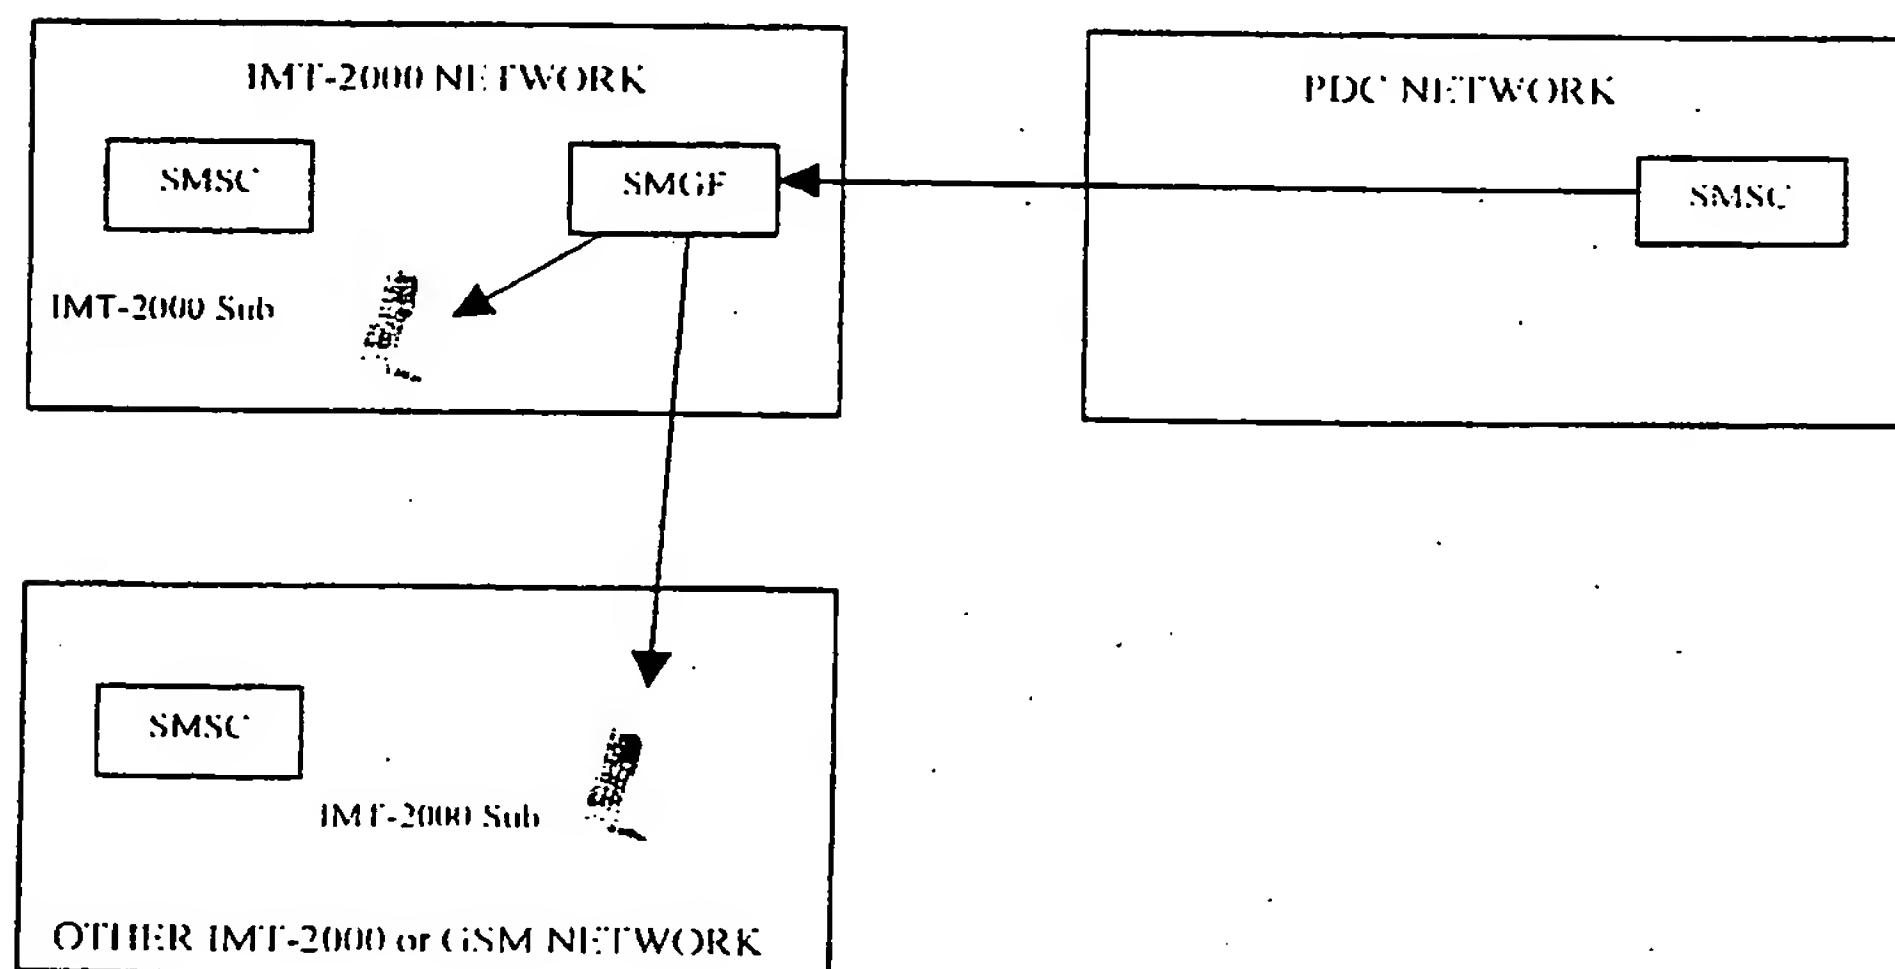 IMT-2000 NETWORK
SMSC
SMGF
IMT-2000 Sub
PDC NETWORK
SMSC
SMSC
IMT-2000 Sub
OTHER IMT-2000 or GSM NETWORK